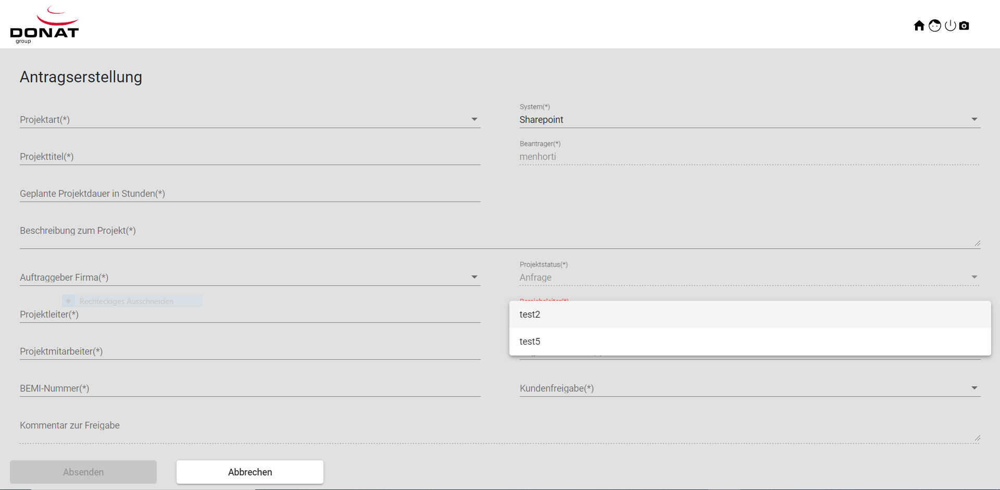 DONAT
group
Antragserstellung
Projektart(*)
System(*)
Sharepoint
Projekttitel(*)
Beantrager(*)
menhorti
Geplante Projektdauer in Stunden(*)
Beschreibung zum Projekt(*)
Auftraggeber Firma(*)
Projektstatus(*)
Anfrage
Rechteckiges Ausschneiden
Bereichsleiter(*)
Projektleiter(*)
test2
test5
Projektmitarbeiter(*)
BEMI-Nummer(*)
Kundenfreigabe(*)
Kommentar zur Freigabe
Absenden
Abbrechen